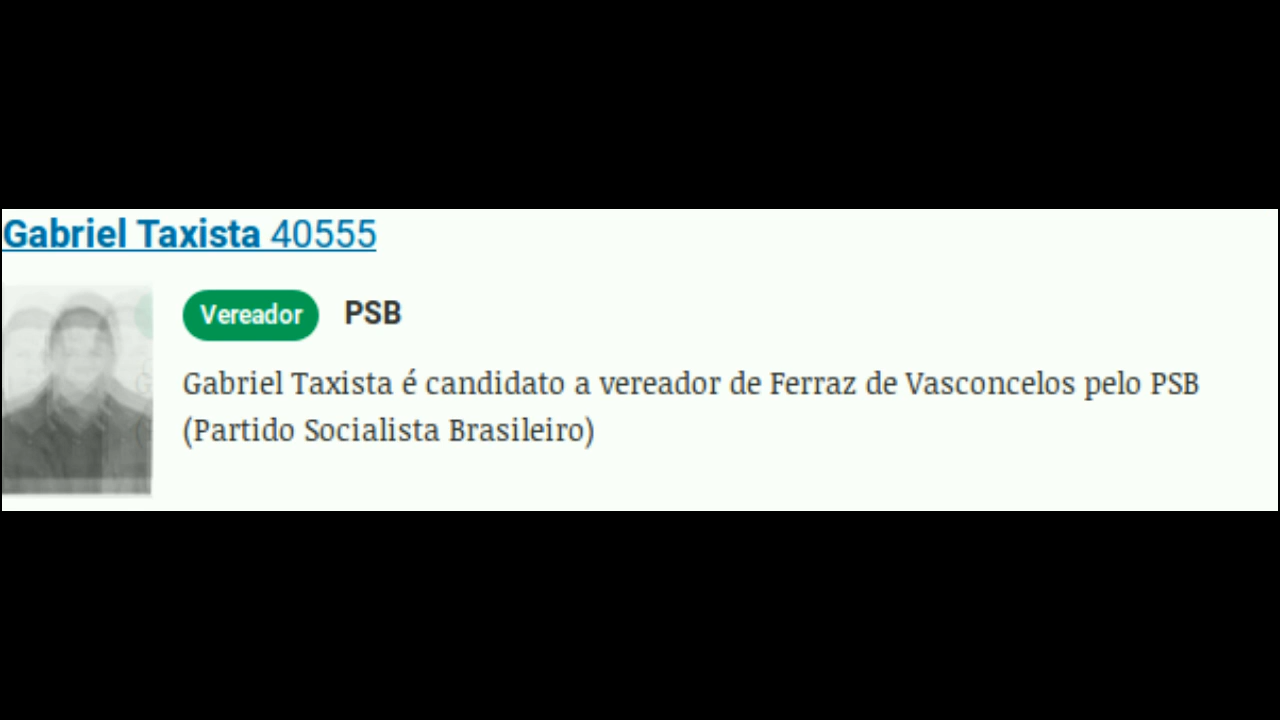 Gabriel Taxista 40555
Vereador PSB
Gabriel Taxista é candidato a vereador de Ferraz de Vasconcelos pelo PSB
(Partido Socialista Brasileiro)